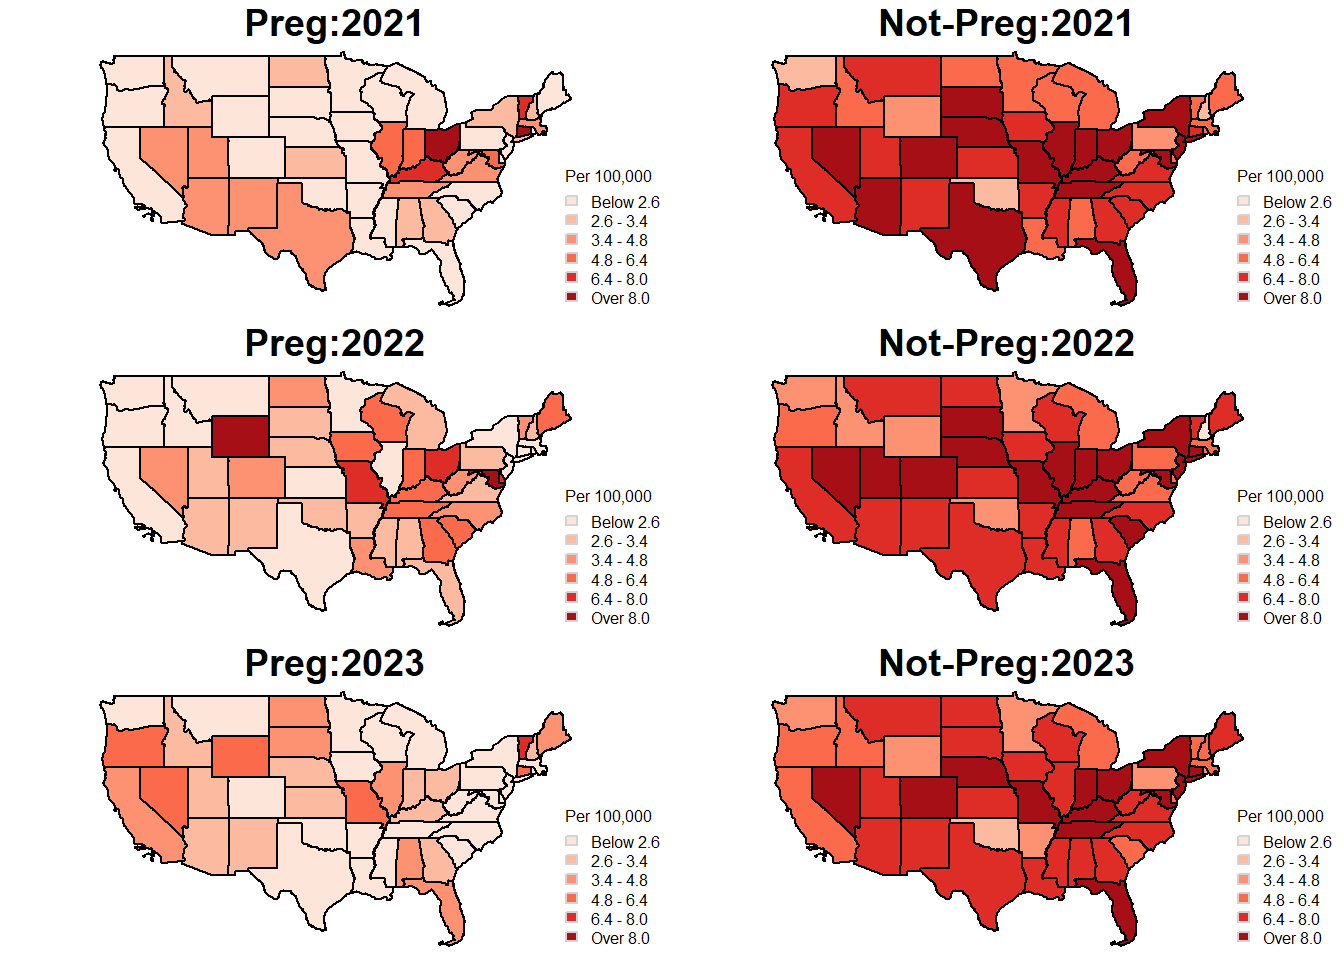 Preg:2021
Per 100,000
Below 2.6
2.6 - 3.4
3.4 - 4.8
4.8 - 6.4
6.4 - 8.0
Over 8.0
Not-Preg:2021
Per 100,000
Below 2.6
2.6 - 3.4
3.4 - 4.8
4.8 - 6.4
6.4 - 8.0
Over 8.0
Preg:2022
Per 100,000
Below 2.6
2.6 - 3.4
3.4 - 4.8
4.8 - 6.4
6.4 - 8.0
Over 8.0
Not-Preg:2022
Per 100,000
Below 2.6
2.6 - 3.4
3.4 - 4.8
4.8 - 6.4
6.4 - 8.0
Over 8.0
Preg:2023
Per 100,000
Below 2.6
2.6 - 3.4
3.4 - 4.8
4.8 - 6.4
6.4 - 8.0
Over 8.0
Not-Preg:2023
Per 100,000
Below 2.6
2.6 - 3.4
3.4 - 4.8
4.8 - 6.4
6.4 - 8.0
Over 8.0